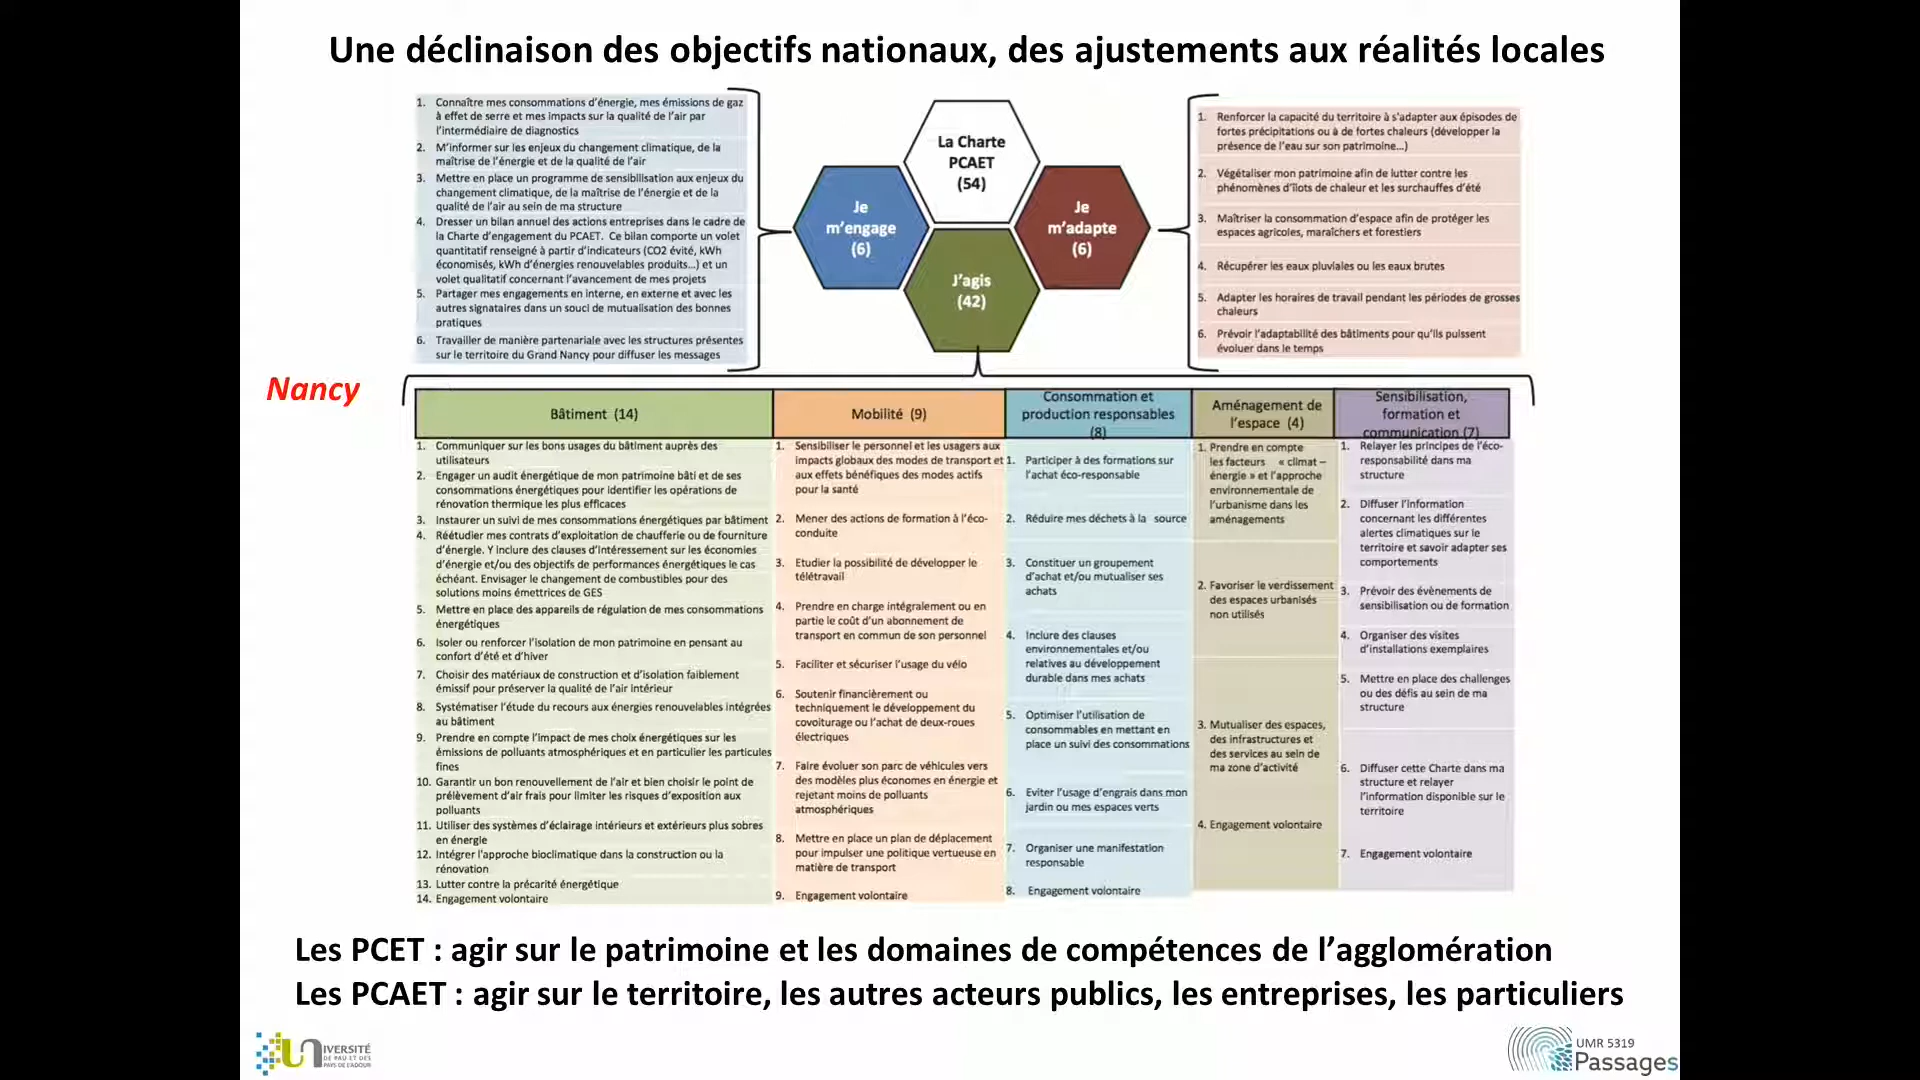 Une déclinaison des objectifs nationaux, des ajustements aux réalités locales
1. Connaître mes consommations d'énergie, mes émissions de gaz
à effet de serre et mes impacts sur la qualité de l'air par
l'intermédiaire de diagnostics
2. M'informer sur les enjeux du changement climatique, de la
maîtrise de l'énergie et de la qualité de l'air
3. Mettre en place un programme de sensibilisation aux enjeux du
changement climatique, de la maîtrise de l'énergie et de la
qualité de l'air au sein de ma structure
4. Dresser un bilan annuel des actions entreprises dans le cadre de
la Charte d'engagement du PCAET. Ce bilan comporte un volet
quantitatif renseigné à partir d'indicateurs (CO2 évité, kWh
économisés, kWh d'énergies renouvelables produits...) et un
volet qualitatif concernant l'avancement de mes projets
5. Partager mes engagements en interne, en externe et avec les
autres signataires dans un souci de mutualisation des bonnes
pratiques
6. Travailler de manière partenariale avec les structures présentes
sur le territoire du Grand Nancy pour diffuser les messages
La Charte
PCAET
(54)
Je
m'engage
(6)
Je
m'adapte
(6)
J'agis
(42)
1. Renforcer la capacité du territoire à s'adapter aux épisodes de
fortes précipitations ou à de fortes chaleurs (développer la
présence de l'eau sur son patrimoine...)
2. Végétaliser mon patrimoine afin de lutter contre les
phénomènes d'îlots de chaleur et les surchauffes d'été
3. Maîtriser la consommation d'espace afin de protéger les
espaces agricoles, maraîchers et forestiers
4. Récupérer les eaux pluviales ou les eaux brutes
5. Adapter les horaires de travail pendant les périodes de grosses
chaleurs
6. Prévoir l'adaptabilité des bâtiments pour qu'ils puissent
évoluer dans le temps
Nancy
Bâtiment (14)
1. Communiquer sur les bons usages du bâtiment auprès des
utilisateurs
2. Engager un audit énergétique de mon patrimoine bâti et de ses
consommations énergétiques pour identifier les opérations de
rénovation thermique les plus efficaces
3. Instaurer un suivi de mes consommations énergétiques par bâtiment
4. Réétudier mes contrats d'exploitation de chaufferie ou de fourniture
d'énergie. Y inclure des clauses d'intéressement sur les économies
d'énergie et/ou des objectifs de performances énergétiques le cas
échéant. Envisager le changement de combustibles pour des
solutions moins émettrices de GES
5. Mettre en place des appareils de régulation de mes consommations
énergétiques
6. Isoler ou renforcer l'isolation de mon patrimoine en pensant au
confort d'été et d'hiver
7. Choisir des matériaux de construction et d'isolation faiblement
émissif pour préserver la qualité de l'air intérieur
8. Systématiser l'étude du recours aux énergies renouvelables intégrées
au bâtiment
9. Prendre en compte l'impact de mes choix énergétiques sur les
émissions de polluants atmosphériques et en particulier les particules
fines
10. Garantir un bon renouvellement de l'air et bien choisir le point de
prélèvement d'air frais pour limiter les risques d'exposition aux
polluants
11. Utiliser des systèmes d'éclairage intérieurs et extérieurs plus sobres
en énergie
12. Intégrer l'approche bioclimatique dans la construction ou la
rénovation
13. Lutter contre la précarité énergétique
14. Engagement volontaire
Mobilité (9)
1. Sensibiliser le personnel et les usagers aux
impacts globaux des modes de transport et
aux effets bénéfiques des modes actifs
pour la santé
2. Mener des actions de formation à l'éco-
conduite
3. Etudier la possibilité de développer le
télétravail
4. Prendre en charge intégralement ou en
partie le coût d'un abonnement de
transport en commun de son personnel
5. Faciliter et sécuriser l'usage du vélo
6. Soutenir financièrement ou
techniquement le développement du
covoiturage ou l'achat de deux-roues
électriques
7. Faire évoluer son parc de véhicules vers
des modèles plus économes en énergie et
rejetant moins de polluants
atmosphériques
8. Mettre en place un plan de déplacement
pour impulser une politique vertueuse en
matière de transport
9. Engagement volontaire
Consommation et
production responsables
(8)
1. Participer à des formations sur
l'achat éco-responsable
2. Réduire mes déchets à la source
3. Constituer un groupement
d'achat et/ou mutualiser ses
achats
4. Inclure des clauses
environnementales et/ou
relatives au développement
durable dans mes achats
5. Optimiser l'utilisation de
consommables en mettant en
place un suivi des consommations
6. Eviter l'usage d'engrais dans mon
jardin ou mes espaces verts
7. Organiser une manifestation
responsable
8. Engagement volontaire
Aménagement de
l'espace (4)
1. Prendre en compte
les facteurs « climat –
énergie » et l'approche
environnementale de
l'urbanisme dans les
aménagements
2. Favoriser le verdissement
des espaces urbanisés
non utilisés
3. Mutualiser des espaces,
des infrastructures et
des services au sein de
ma zone d'activité
4. Engagement volontaire
Sensibilisation,
formation et
communication (7)
1. Relayer les principes de l'éco-
responsabilité dans ma
structure
2. Diffuser l'information
concernant les différentes
alertes climatiques sur le
territoire et savoir adapter ses
comportements
3. Prévoir des évènements de
sensibilisation ou de formation
4. Organiser des visites
d'installations exemplaires
5. Mettre en place des challenges
ou des défis au sein de ma
structure
6. Diffuser cette Charte dans ma
structure et relayer
l'information disponible sur le
territoire
7. Engagement volontaire
Les PCET : agir sur le patrimoine et les domaines de compétences de l'agglomération
Les PCAET : agir sur le territoire, les autres acteurs publics, les entreprises, les particuliers
UNIVERSITÉ
DE PAU ET DES
PAYS DE L'ADOUR
UMR 5319
Passages